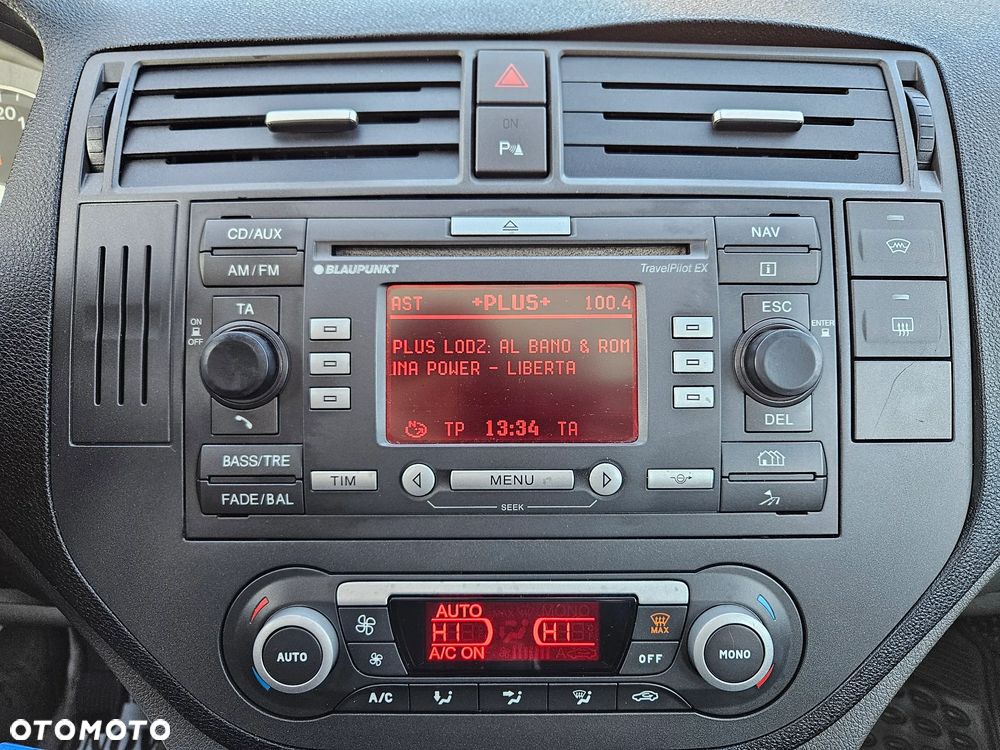 20
1
ON
P
CD/AUX
AM/FM
NAV
i
BLAUPUNKT
TravelPilot EX
TA
ON
OFF
AST +PLUS+ 100.4
PLUS LODZ: AL BANO & ROM
INA POWER - LIBERTA
TP 13:34 TA
ESC
ENTER
DEL
BASS/TRE
FADE/BAL
TIM
MENU
SEEK
AUTO
MONO
HI
HI
A/C ON
MAX
AUTO
OFF
MONO
A/C
OTOMOTO